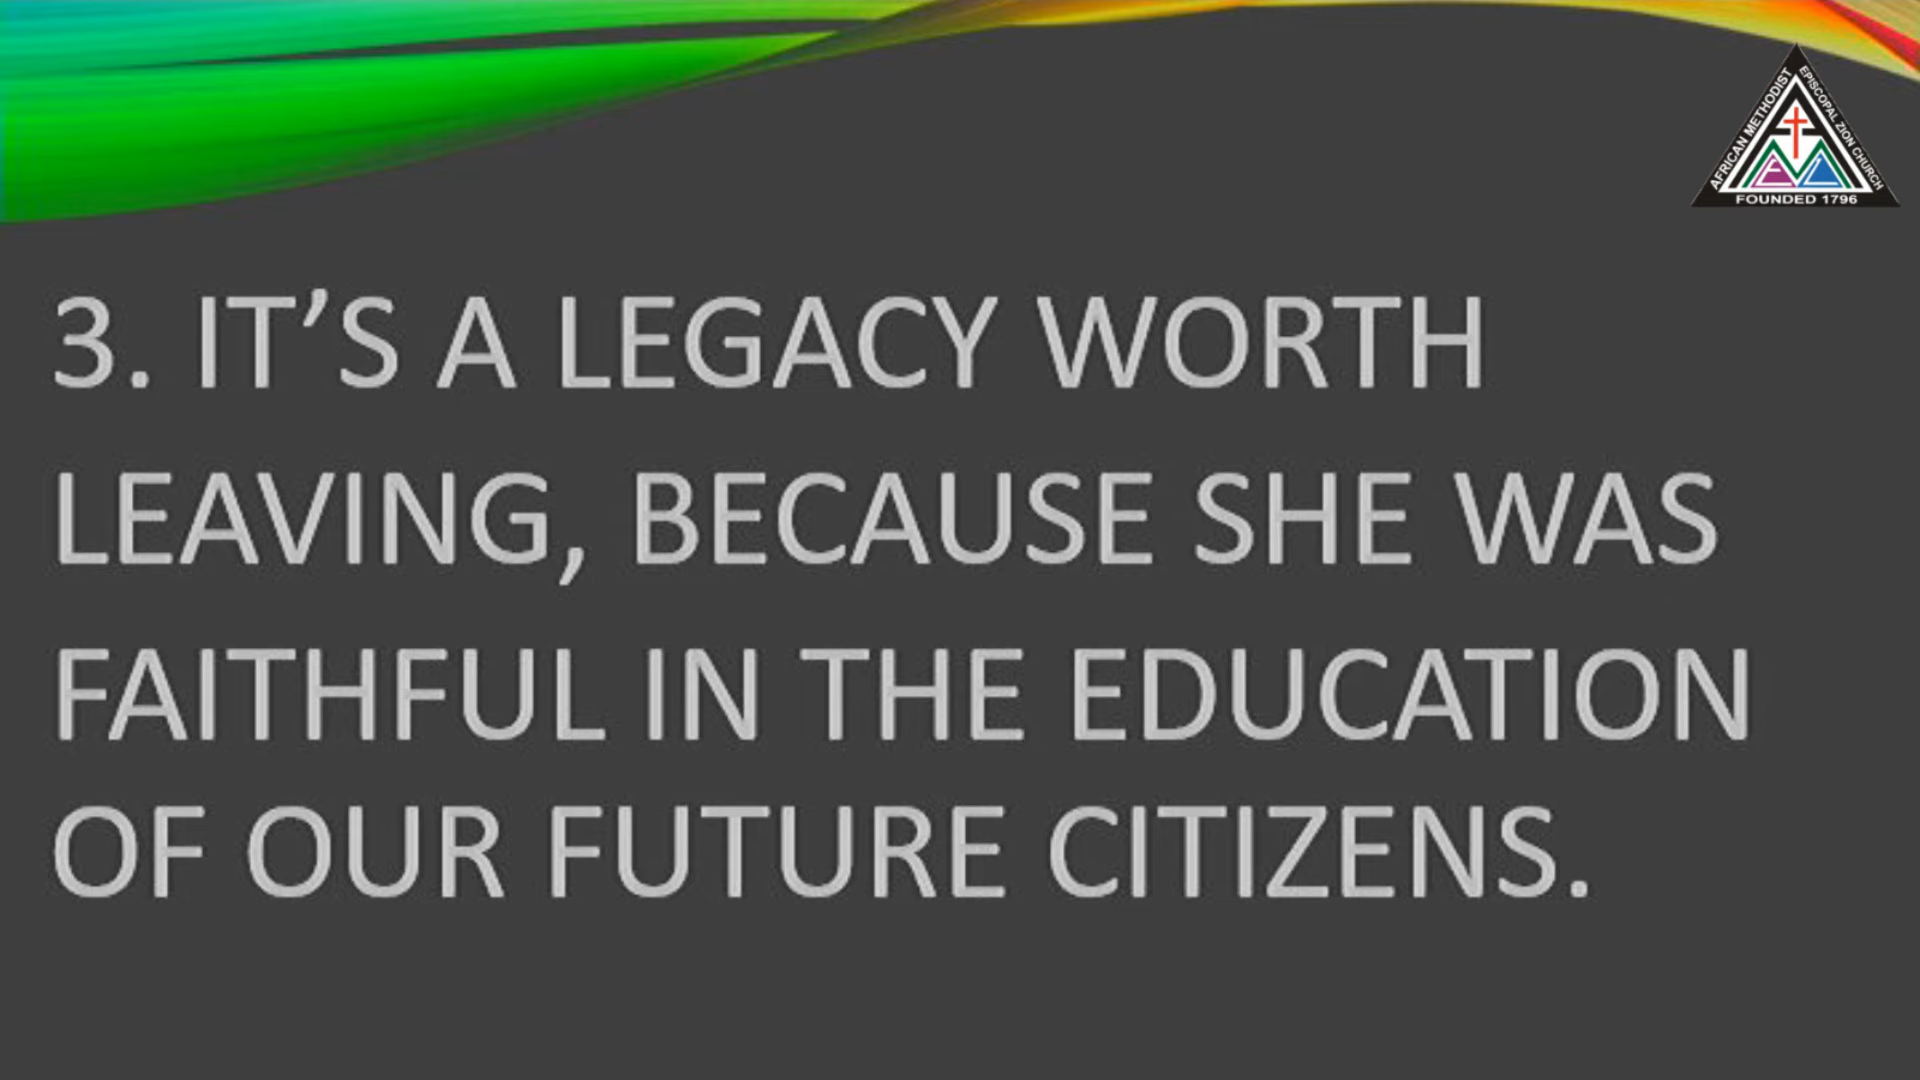 AFRICAN METHODIST
EPISCOPAL ZION CHURCH
FOUNDED 1796
3. IT’S A LEGACY WORTH
LEAVING, BECAUSE SHE WAS
FAITHFUL IN THE EDUCATION
OF OUR FUTURE CITIZENS.